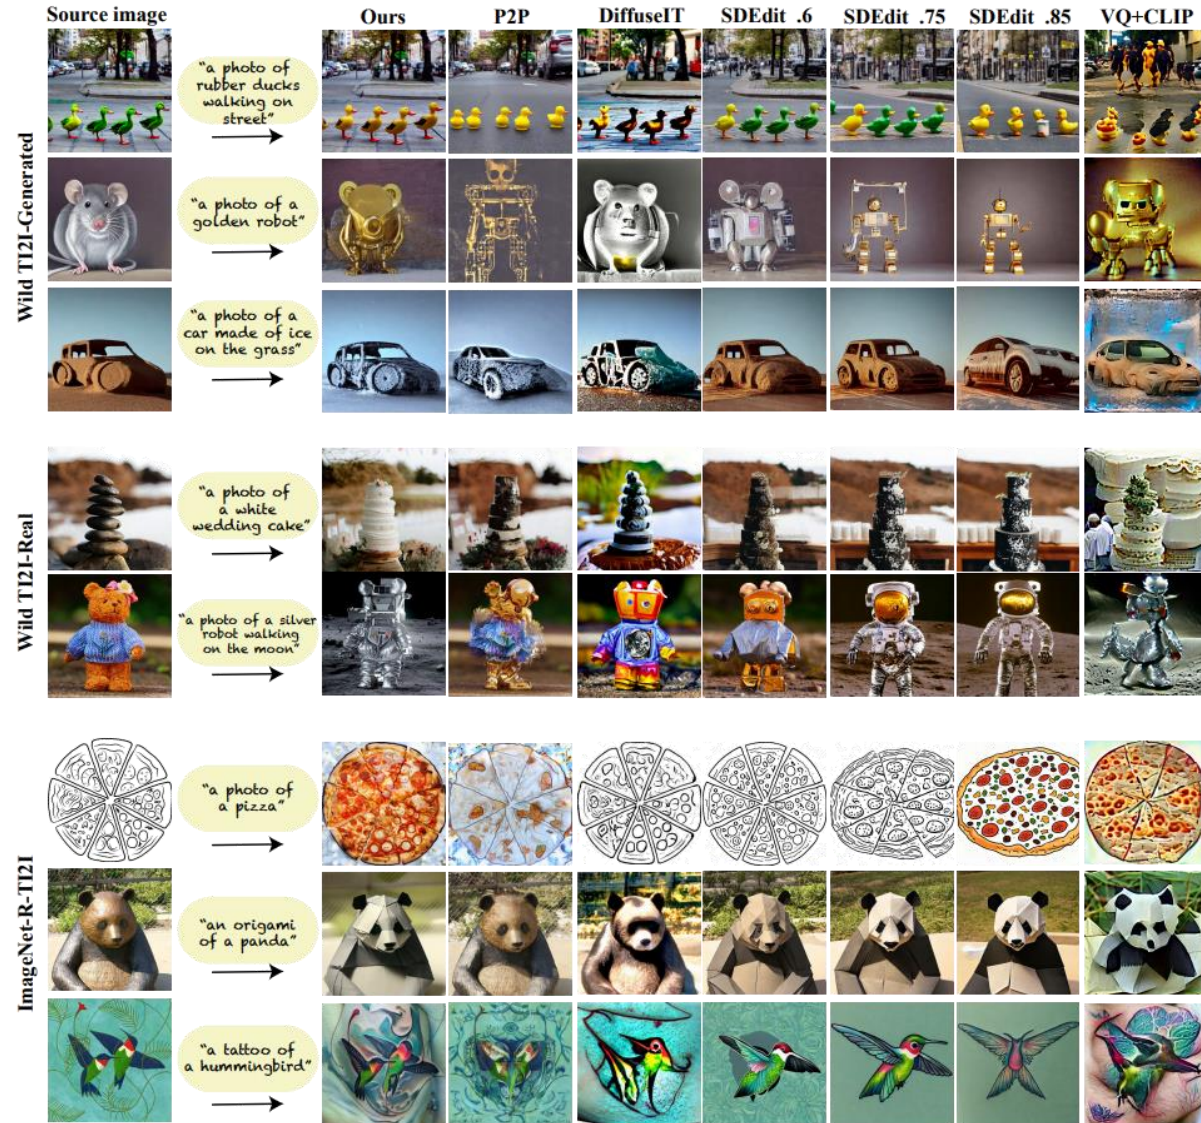 Source image
Ours
P2P
DiffuseIT
SDEdit .6
SDEdit .75
SDEdit .85
VQ+CLIP
Wild TI2I-Generated
"a photo of
rubber ducks
walking on
street"
"a photo of a
golden robot"
"a photo of a
car made of ice
on the grass"
Wild TI2I-Real
"a photo of
a white
wedding cake"
"a photo of a silver
robot walking
on the moon"
ImageNet-R-TI2I
"a photo of
a pizza"
"an origami
of a panda"
"a tattoo of
a hummingbird"